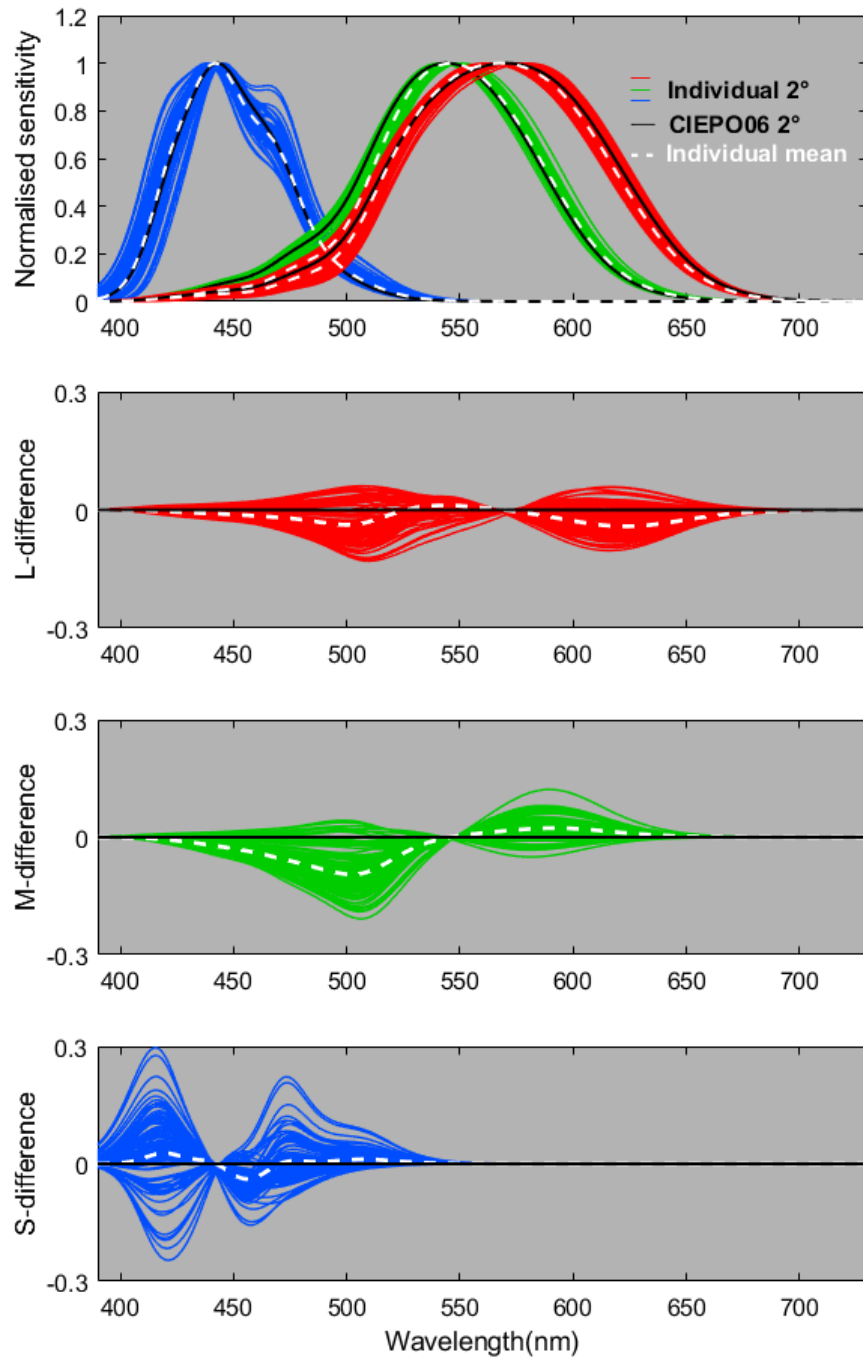 1.2
1
0.8
0.6
0.4
0.2
0
Normalised sensitivity
Individual 2°
CIEPO06 2°
Individual mean
400 450 500 550 600 650 700
0.3
0
-0.3
L-difference
400 450 500 550 600 650 700
0.3
0
-0.3
M-difference
400 450 500 550 600 650 700
0.3
0
-0.3
S-difference
400 450 500 550 600 650 700
Wavelength(nm)